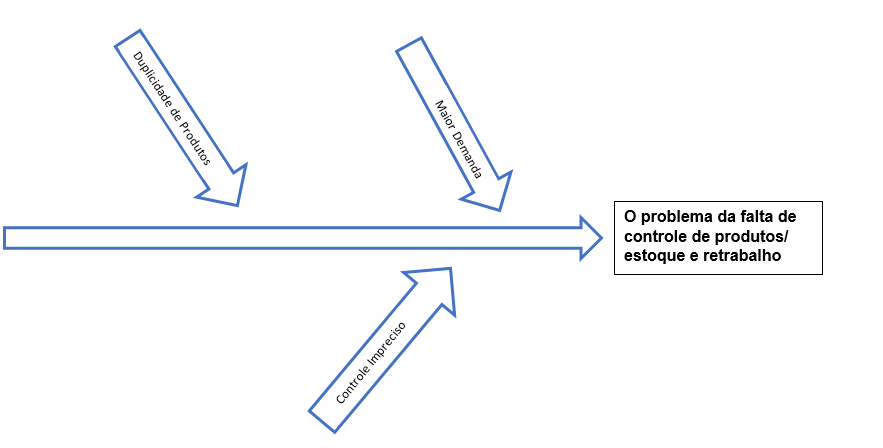 Duplicidade de Produtos
Maior Demanda
O problema da falta de
controle de produtos/
estoque e retrabalho
Controle Impreciso